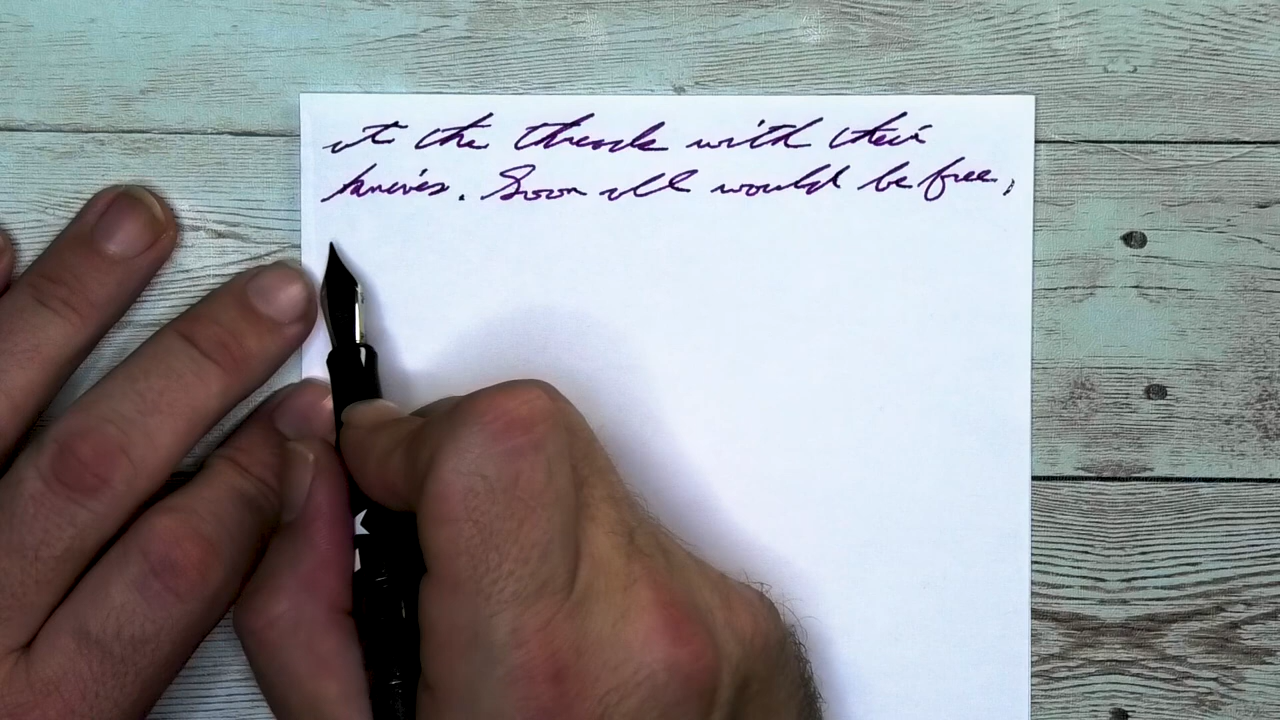 at the threads with their
knives. Soon all would be free,